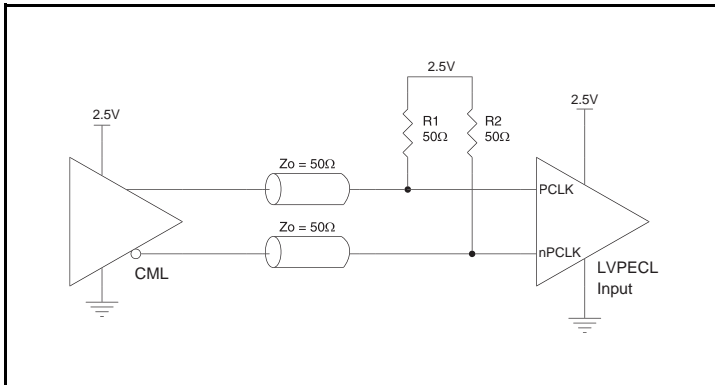 2.5V
2.5V
2.5V
R1
50Ω
R2
50Ω
Zo = 50Ω
PCLK
Zo = 50Ω
nPCLK
CML
LVPECL
Input